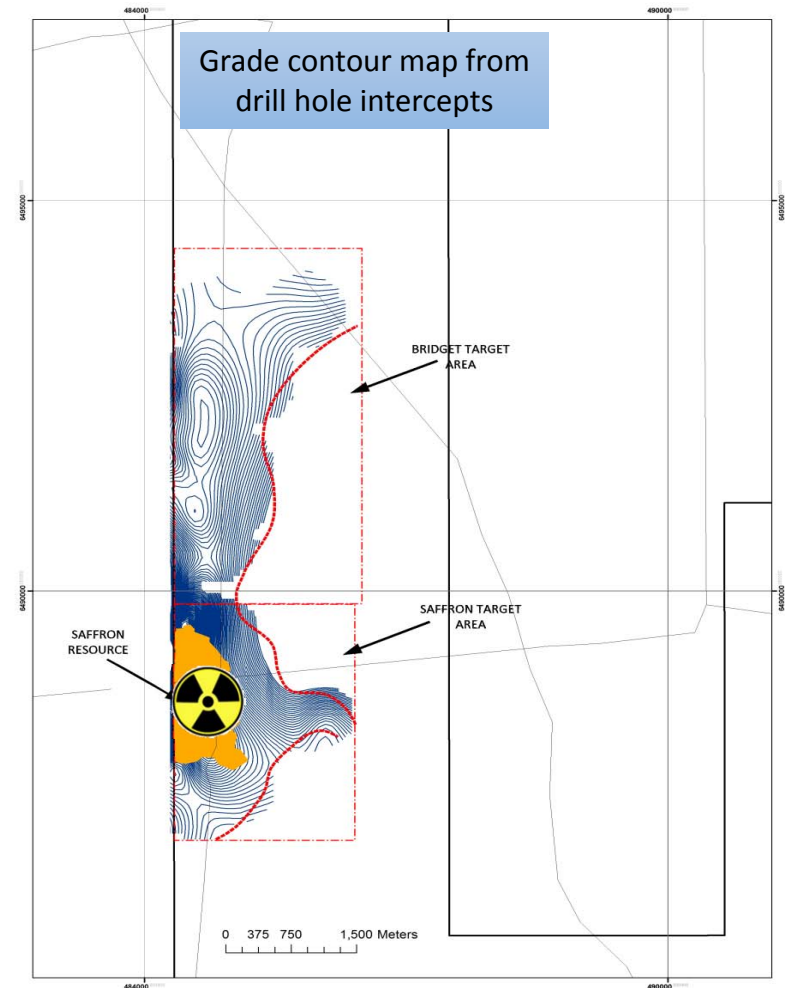 484000
490000
Grade contour map from
drill hole intercepts
6495000
6495000
BRIDGET TARGET
AREA
6490000
6490000
SAFFRON TARGET
AREA
SAFFRON
RESOURCE
0 375 750 1,500 Meters
484000
490000